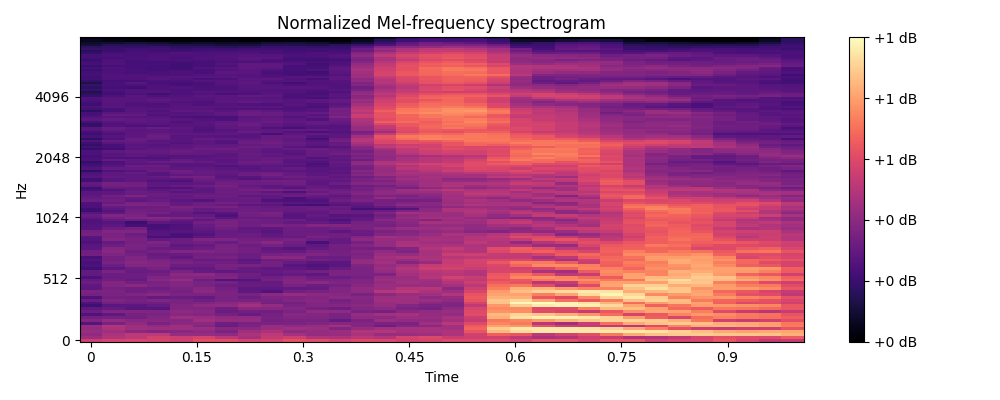 Normalized Mel-frequency spectrogram
Hz
4096
2048
1024
512
0
0 0.15 0.3 0.45 0.6 0.75 0.9
Time
+1 dB
+1 dB
+1 dB
+0 dB
+0 dB
+0 dB